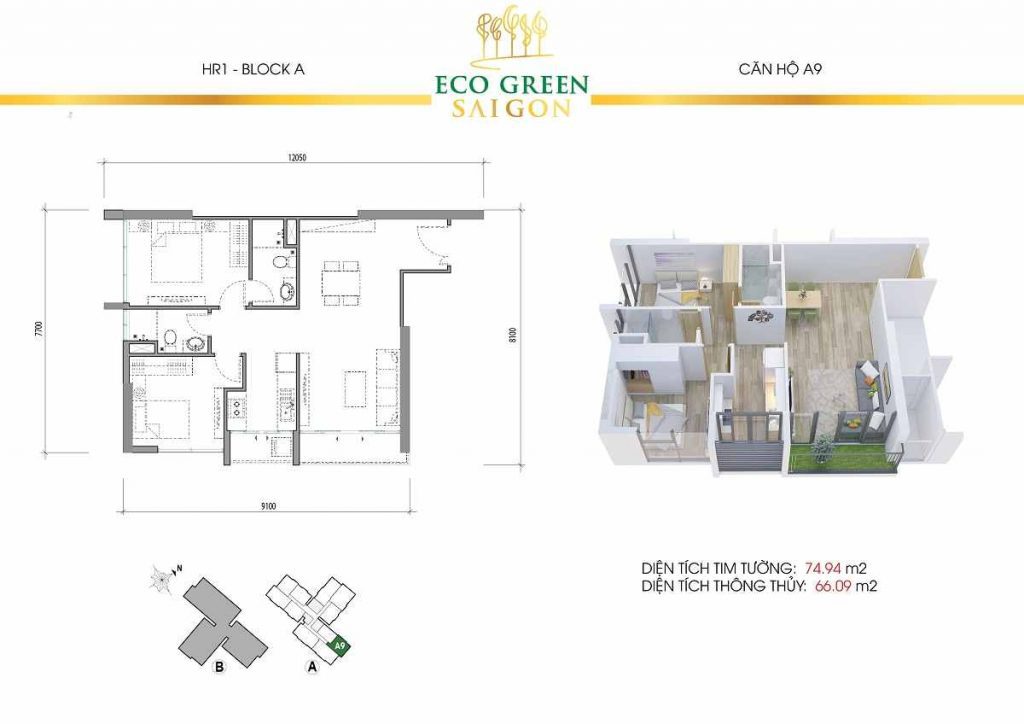 HR1 - BLOCK A
ECO GREEN
SAIGON
CĂN HỘ A9
12050
7700
8100
9100
DIỆN TÍCH TIM TƯỜNG: 74.94 m2
DIỆN TÍCH THÔNG THỦY: 66.09 m2
N
A9
B
A